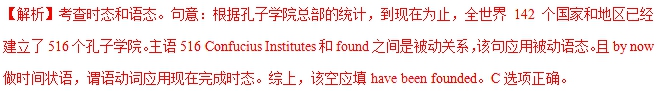 【解析】考查时态和语态。句意：根据孔子学院总部的统计，到现在为止，全世界 142 个国家和地区已经
建立了 516 个孔子学院。主语 516 Confucius Institutes 和 found 之间是被动关系，该句应用被动语态。且 by now
做时间状语，谓语动词应用现在完成时态。综上，该空应填 have been founded。C 选项正确。